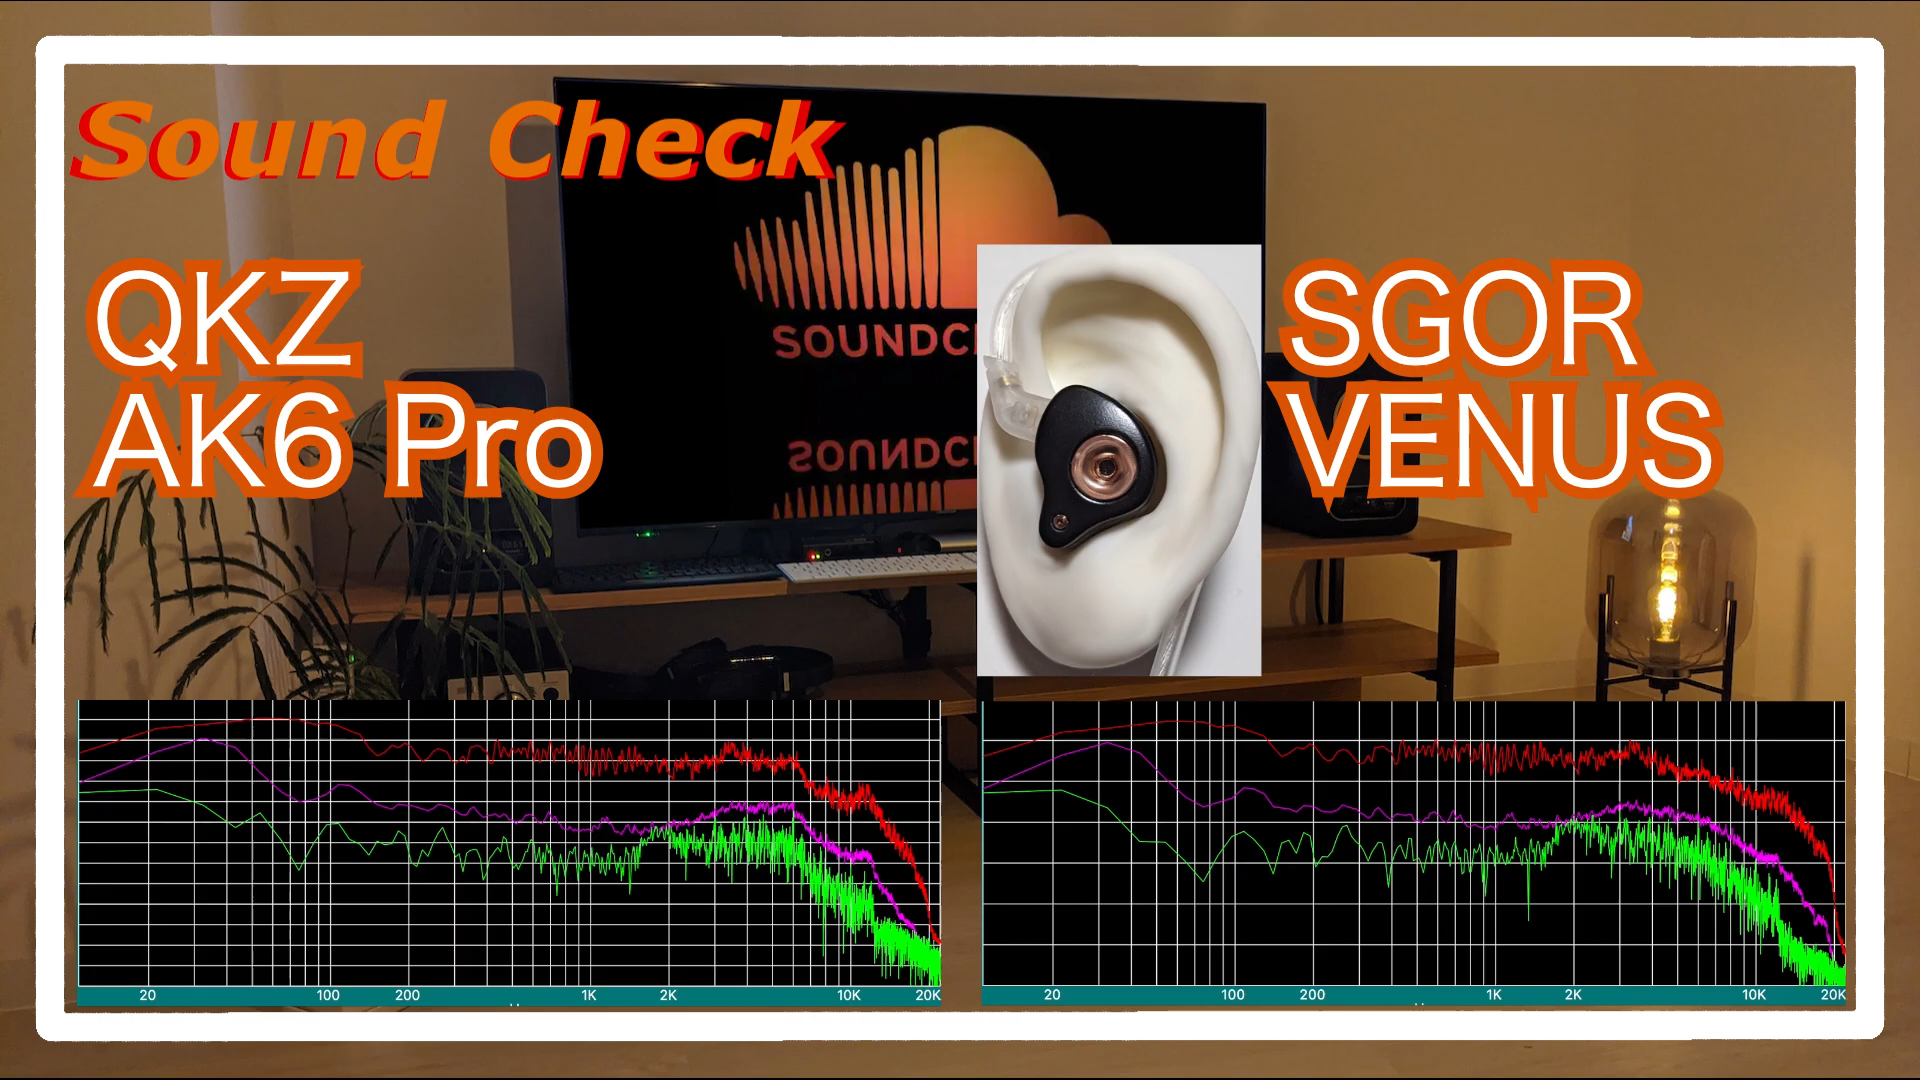 Sound Check
SOUNDC
QKZ
AK6 Pro
SGOR
VENUS
SOUNDC
20 100 200 1K 2K 10K 20K
20 100 200 1K 2K 10K 20K